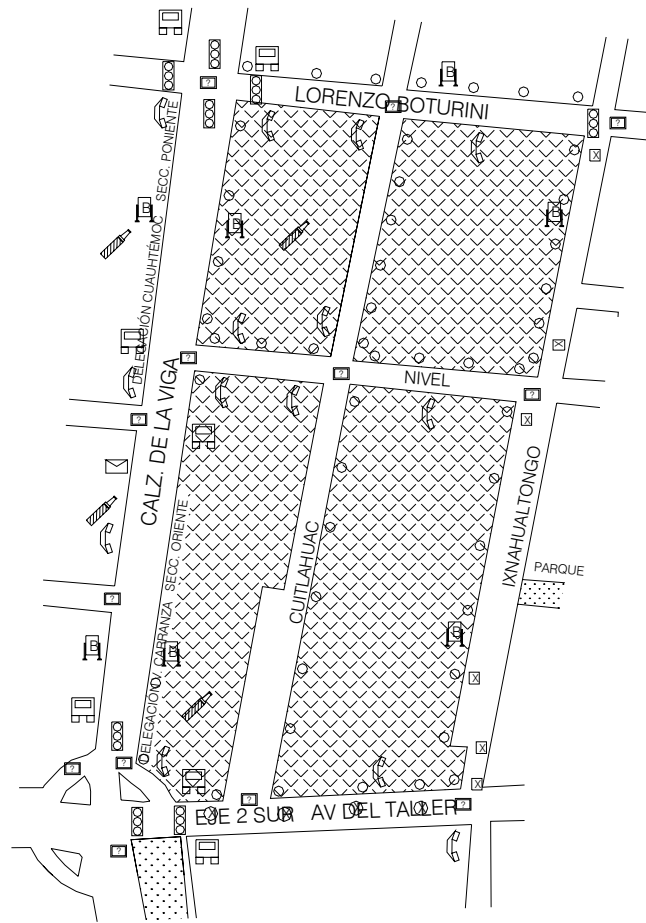 LORENZO BOTURINI
DELEGACIÓN CUAUHTÉMOC SECC. PONIENTE
CALZ. DE LA VIGA
NIVEL
DELEGACION V. CARRANZA SECC. ORIENTE
CUITLAHUAC
IXNAHUALTONGO
PARQUE
EJE 2 SUR AV DEL TALLER